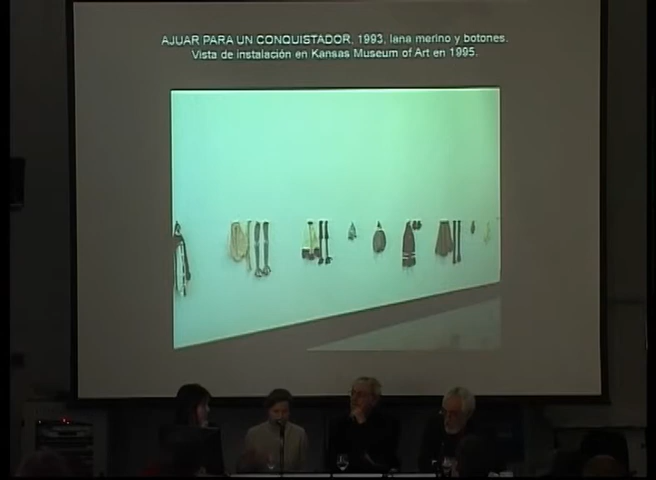 AJUAR PARA UN CONQUISTADOR, 1993, lana merino y botones.
Vista de instalación en Kansas Museum of Art en 1995.